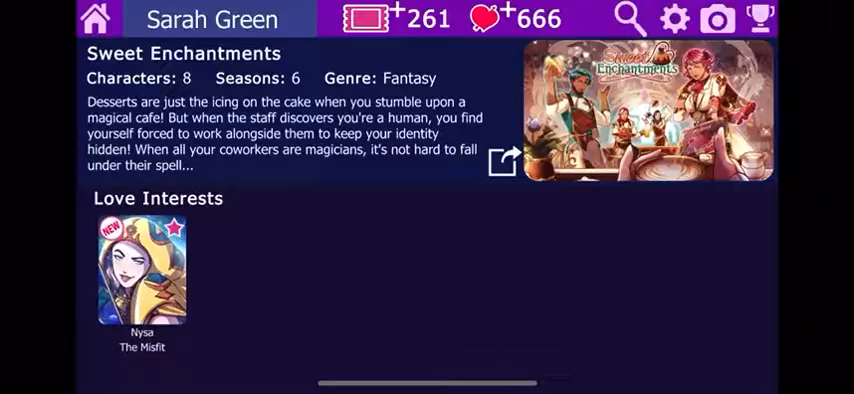 Sarah Green
+261
+666
Sweet Enchantments
Characters: 8 Seasons: 6 Genre: Fantasy
Desserts are just the icing on the cake when you stumble upon a
magical cafe! But when the staff discovers you're a human, you find
yourself forced to work alongside them to keep your identity
hidden! When all your coworkers are magicians, it's not hard to fall
under their spell...
Sweet
Enchantments
Love Interests
NEW
Nysa
The Misfit